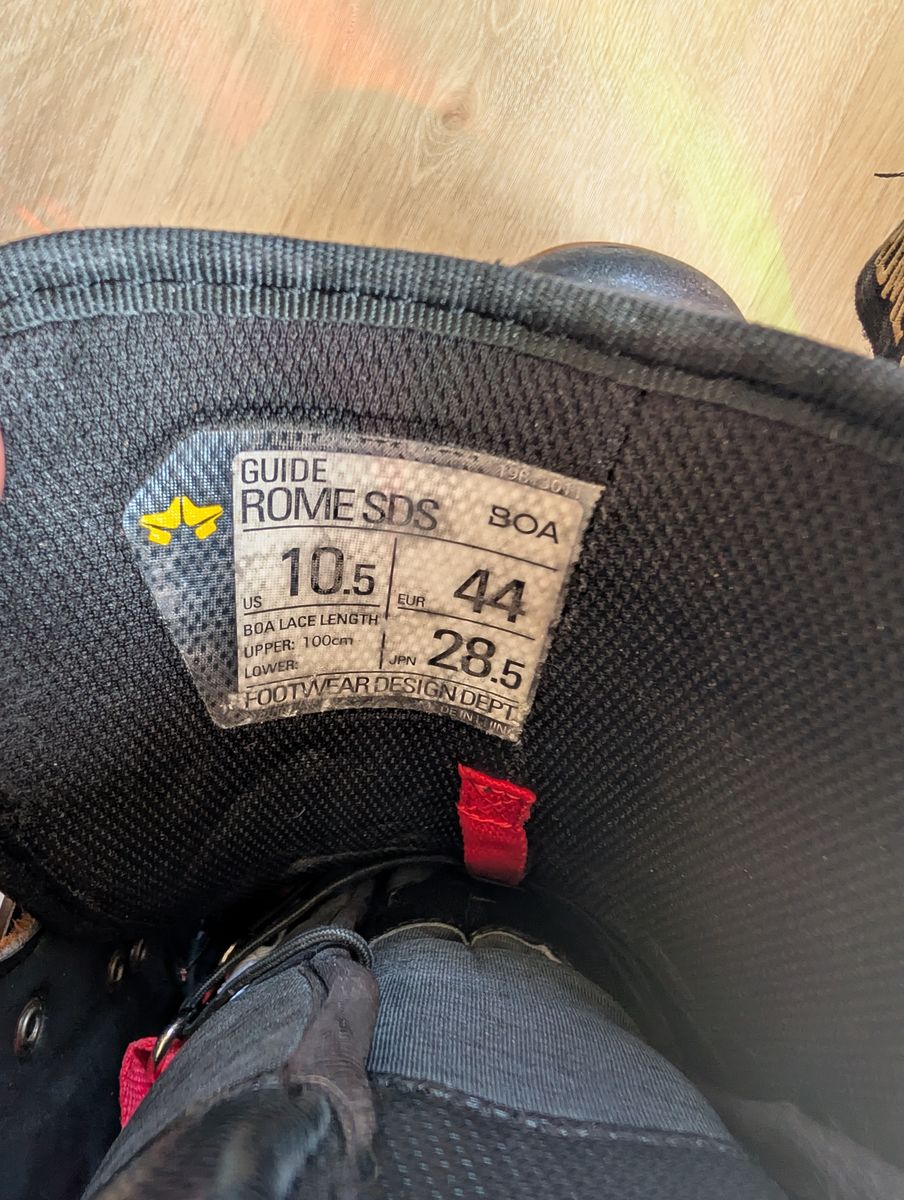 GUIDE
ROME SDS BOA
US 10.5 EUR 44
BOA LACE LENGTH
UPPER: 100cm
LOWER:
JPN 28.5
FOOTWEAR DESIGN DEPT.